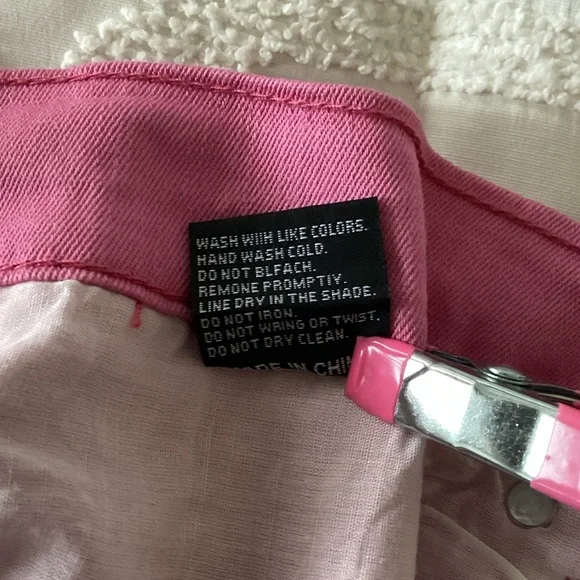 WASH WIIH LIKE COLORS.
HAND WASH COLD.
DO NOT BLFACH.
REMONE PROMPTIY.
LINE DRY IN THE SHADE.
DO NOT IRON.
DO NOT WRING OR TWIST.
DO NOT DRY CLEAN.
IN